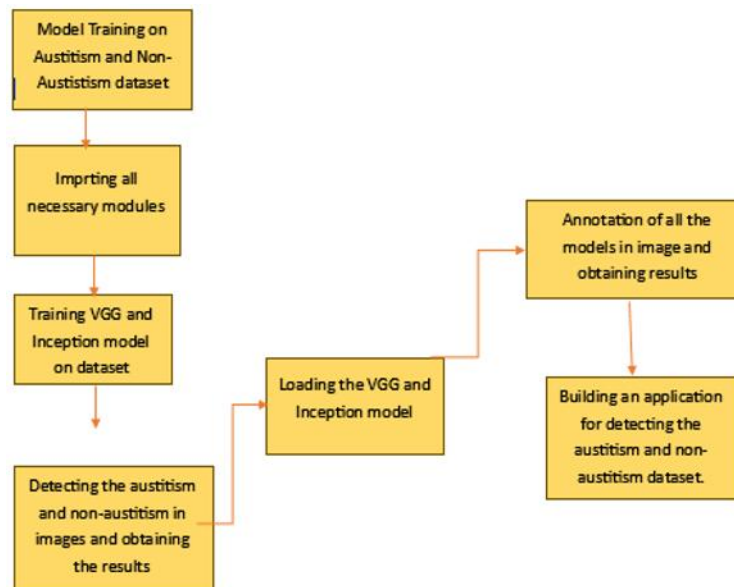 Model Training on
Austitism and Non-
Austistism dataset
Imprting all
necessary modules
Training VGG and
Inception model
on dataset
Detecting the austitism
and non-austitism in
images and obtaining
the results
Loading the VGG and
Inception model
Annotation of all the
models in image and
obtaining results
Building an application
for detecting the
austitism and non-
austitism dataset.